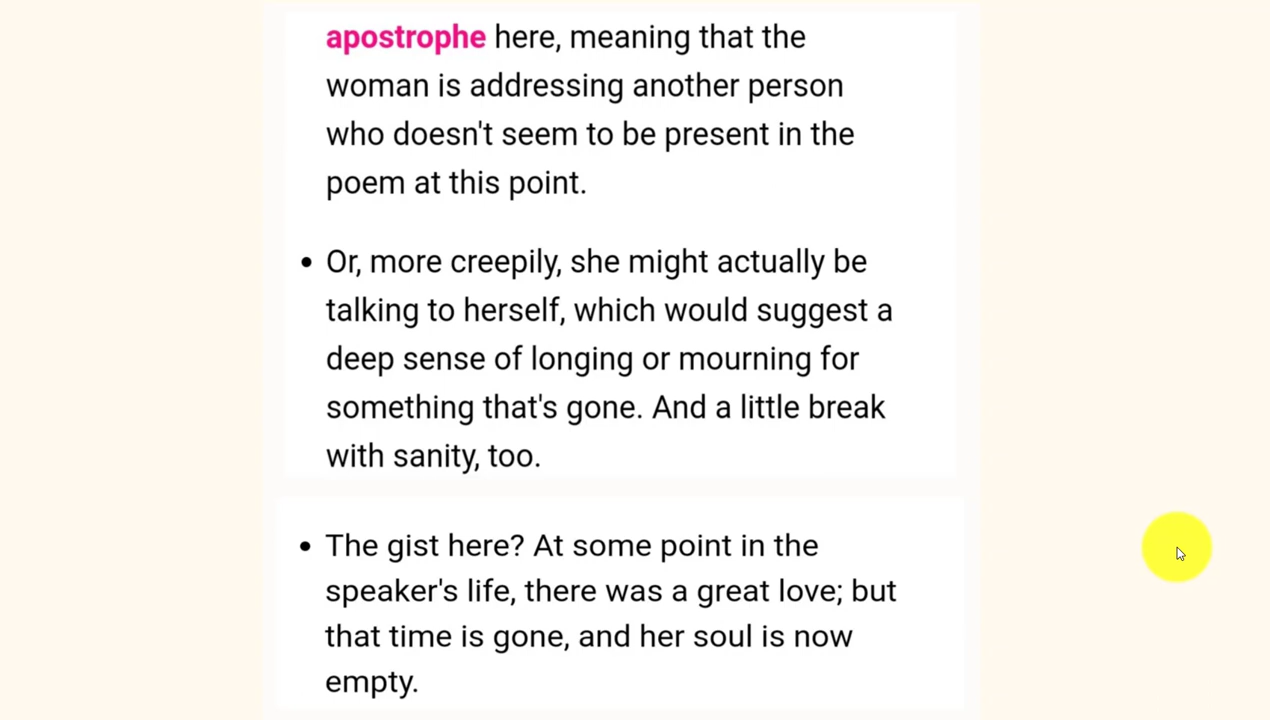 apostrophe here, meaning that the
woman is addressing another person
who doesn't seem to be present in the
poem at this point.
• Or, more creepily, she might actually be
talking to herself, which would suggest a
deep sense of longing or mourning for
something that's gone. And a little break
with sanity, too.
• The gist here? At some point in the
speaker's life, there was a great love; but
that time is gone, and her soul is now
empty.